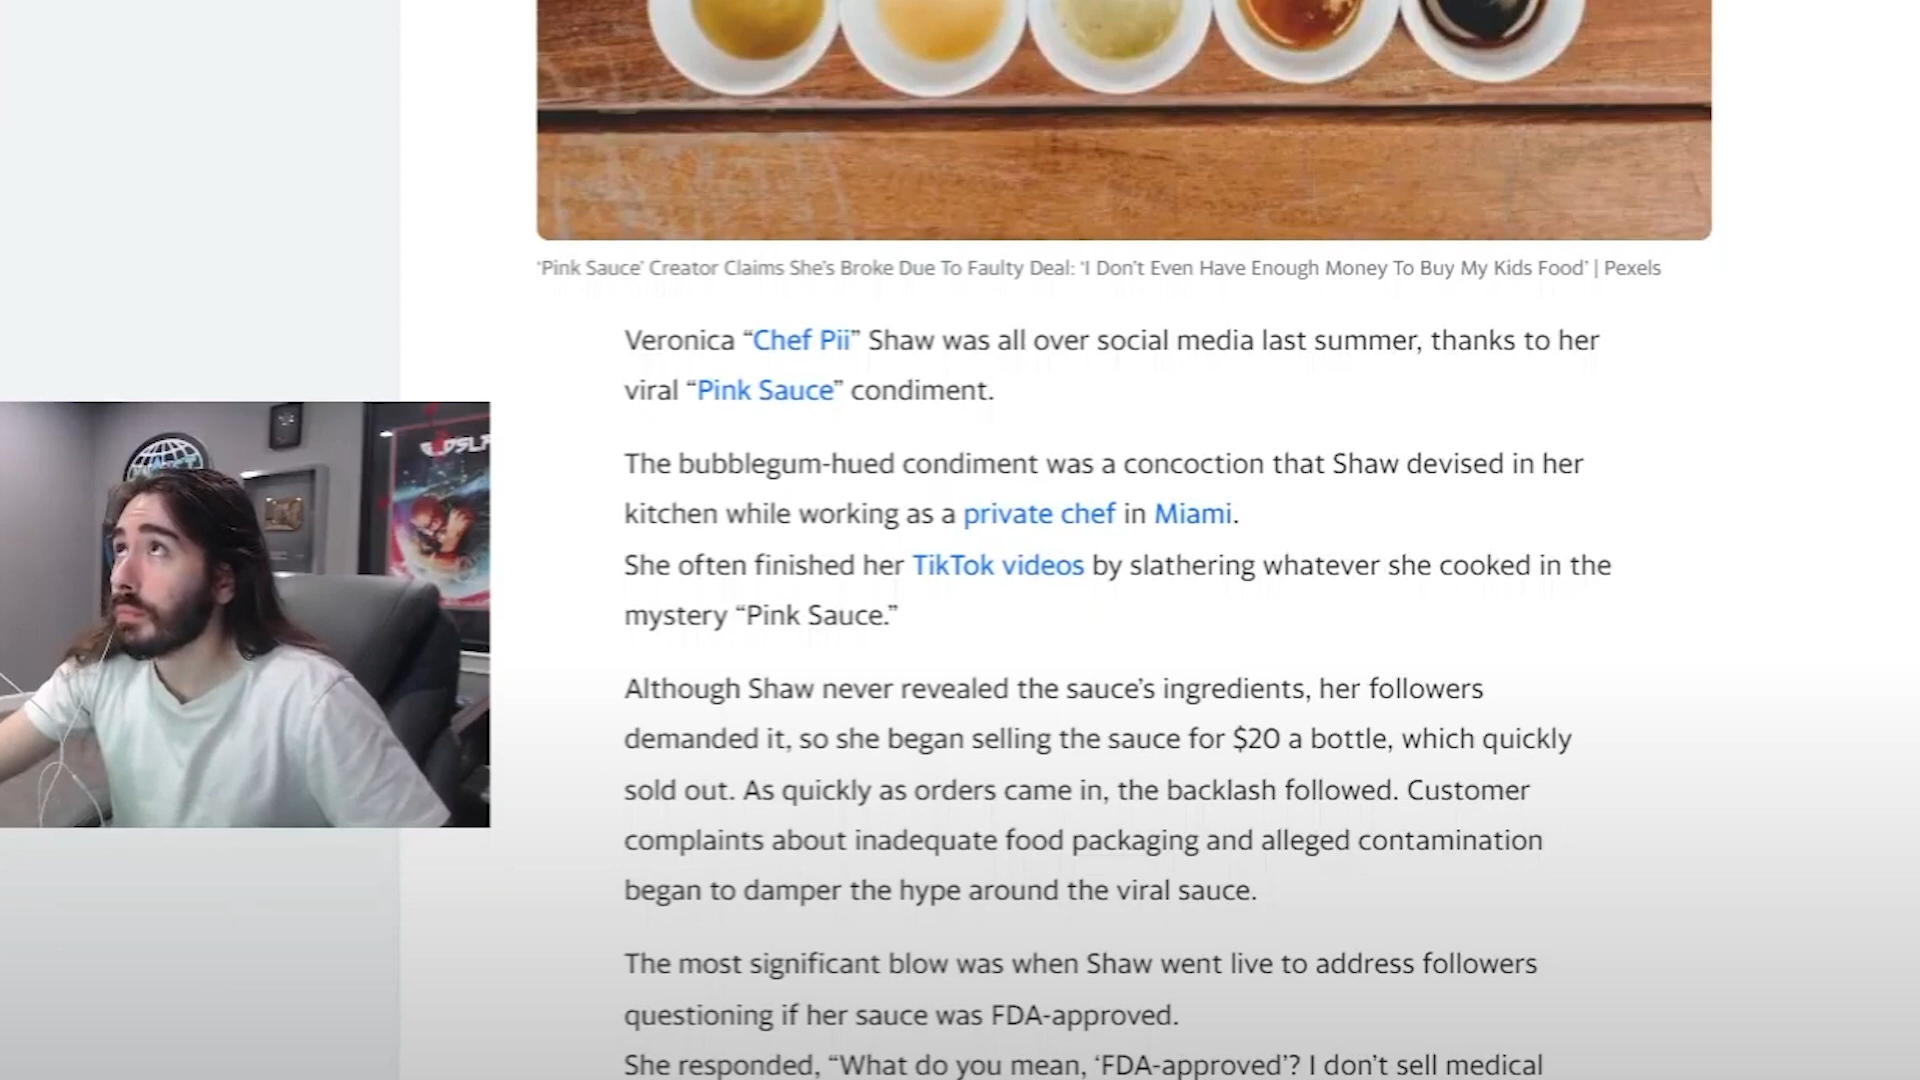 ‘Pink Sauce’ Creator Claims She’s Broke Due To Faulty Deal: ‘I Don’t Even Have Enough Money To Buy My Kids Food’ | Pexels
Veronica “Chef Pii” Shaw was all over social media last summer, thanks to her
viral “Pink Sauce” condiment.
The bubblegum-hued condiment was a concoction that Shaw devised in her
kitchen while working as a private chef in Miami.
She often finished her TikTok videos by slathering whatever she cooked in the
mystery “Pink Sauce.”
Although Shaw never revealed the sauce’s ingredients, her followers
demanded it, so she began selling the sauce for $20 a bottle, which quickly
sold out. As quickly as orders came in, the backlash followed. Customer
complaints about inadequate food packaging and alleged contamination
began to damper the hype around the viral sauce.
The most significant blow was when Shaw went live to address followers
questioning if her sauce was FDA-approved.
She responded, “What do you mean, ‘FDA-approved’? I don’t sell medical